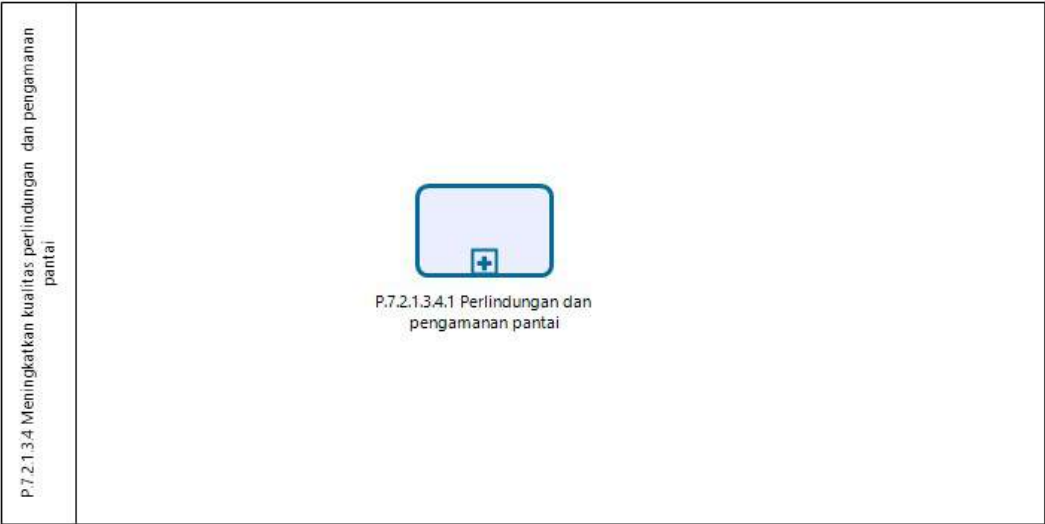 P.7.2.1.3.4 Meningkatkan kualitas perlindungan dan pengamanan
pantai
P.7.2.1.3.4.1 Perlindungan dan
pengamanan pantai